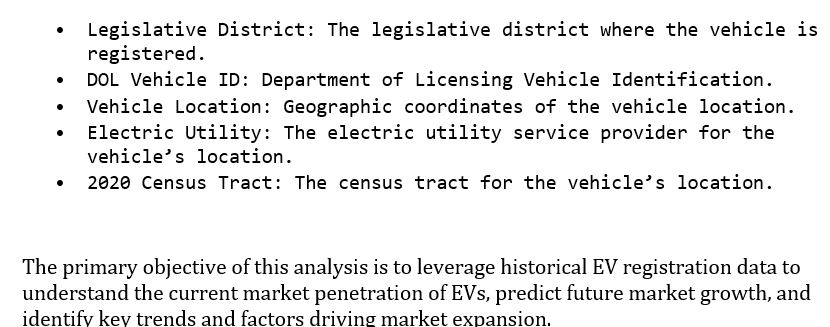 • Legislative District: The legislative district where the vehicle is
registered.
• DOL Vehicle ID: Department of Licensing Vehicle Identification.
• Vehicle Location: Geographic coordinates of the vehicle location.
• Electric Utility: The electric utility service provider for the
vehicle’s location.
• 2020 Census Tract: The census tract for the vehicle’s location.
The primary objective of this analysis is to leverage historical EV registration data to
understand the current market penetration of EVs, predict future market growth, and
identify key trends and factors driving market expansion.